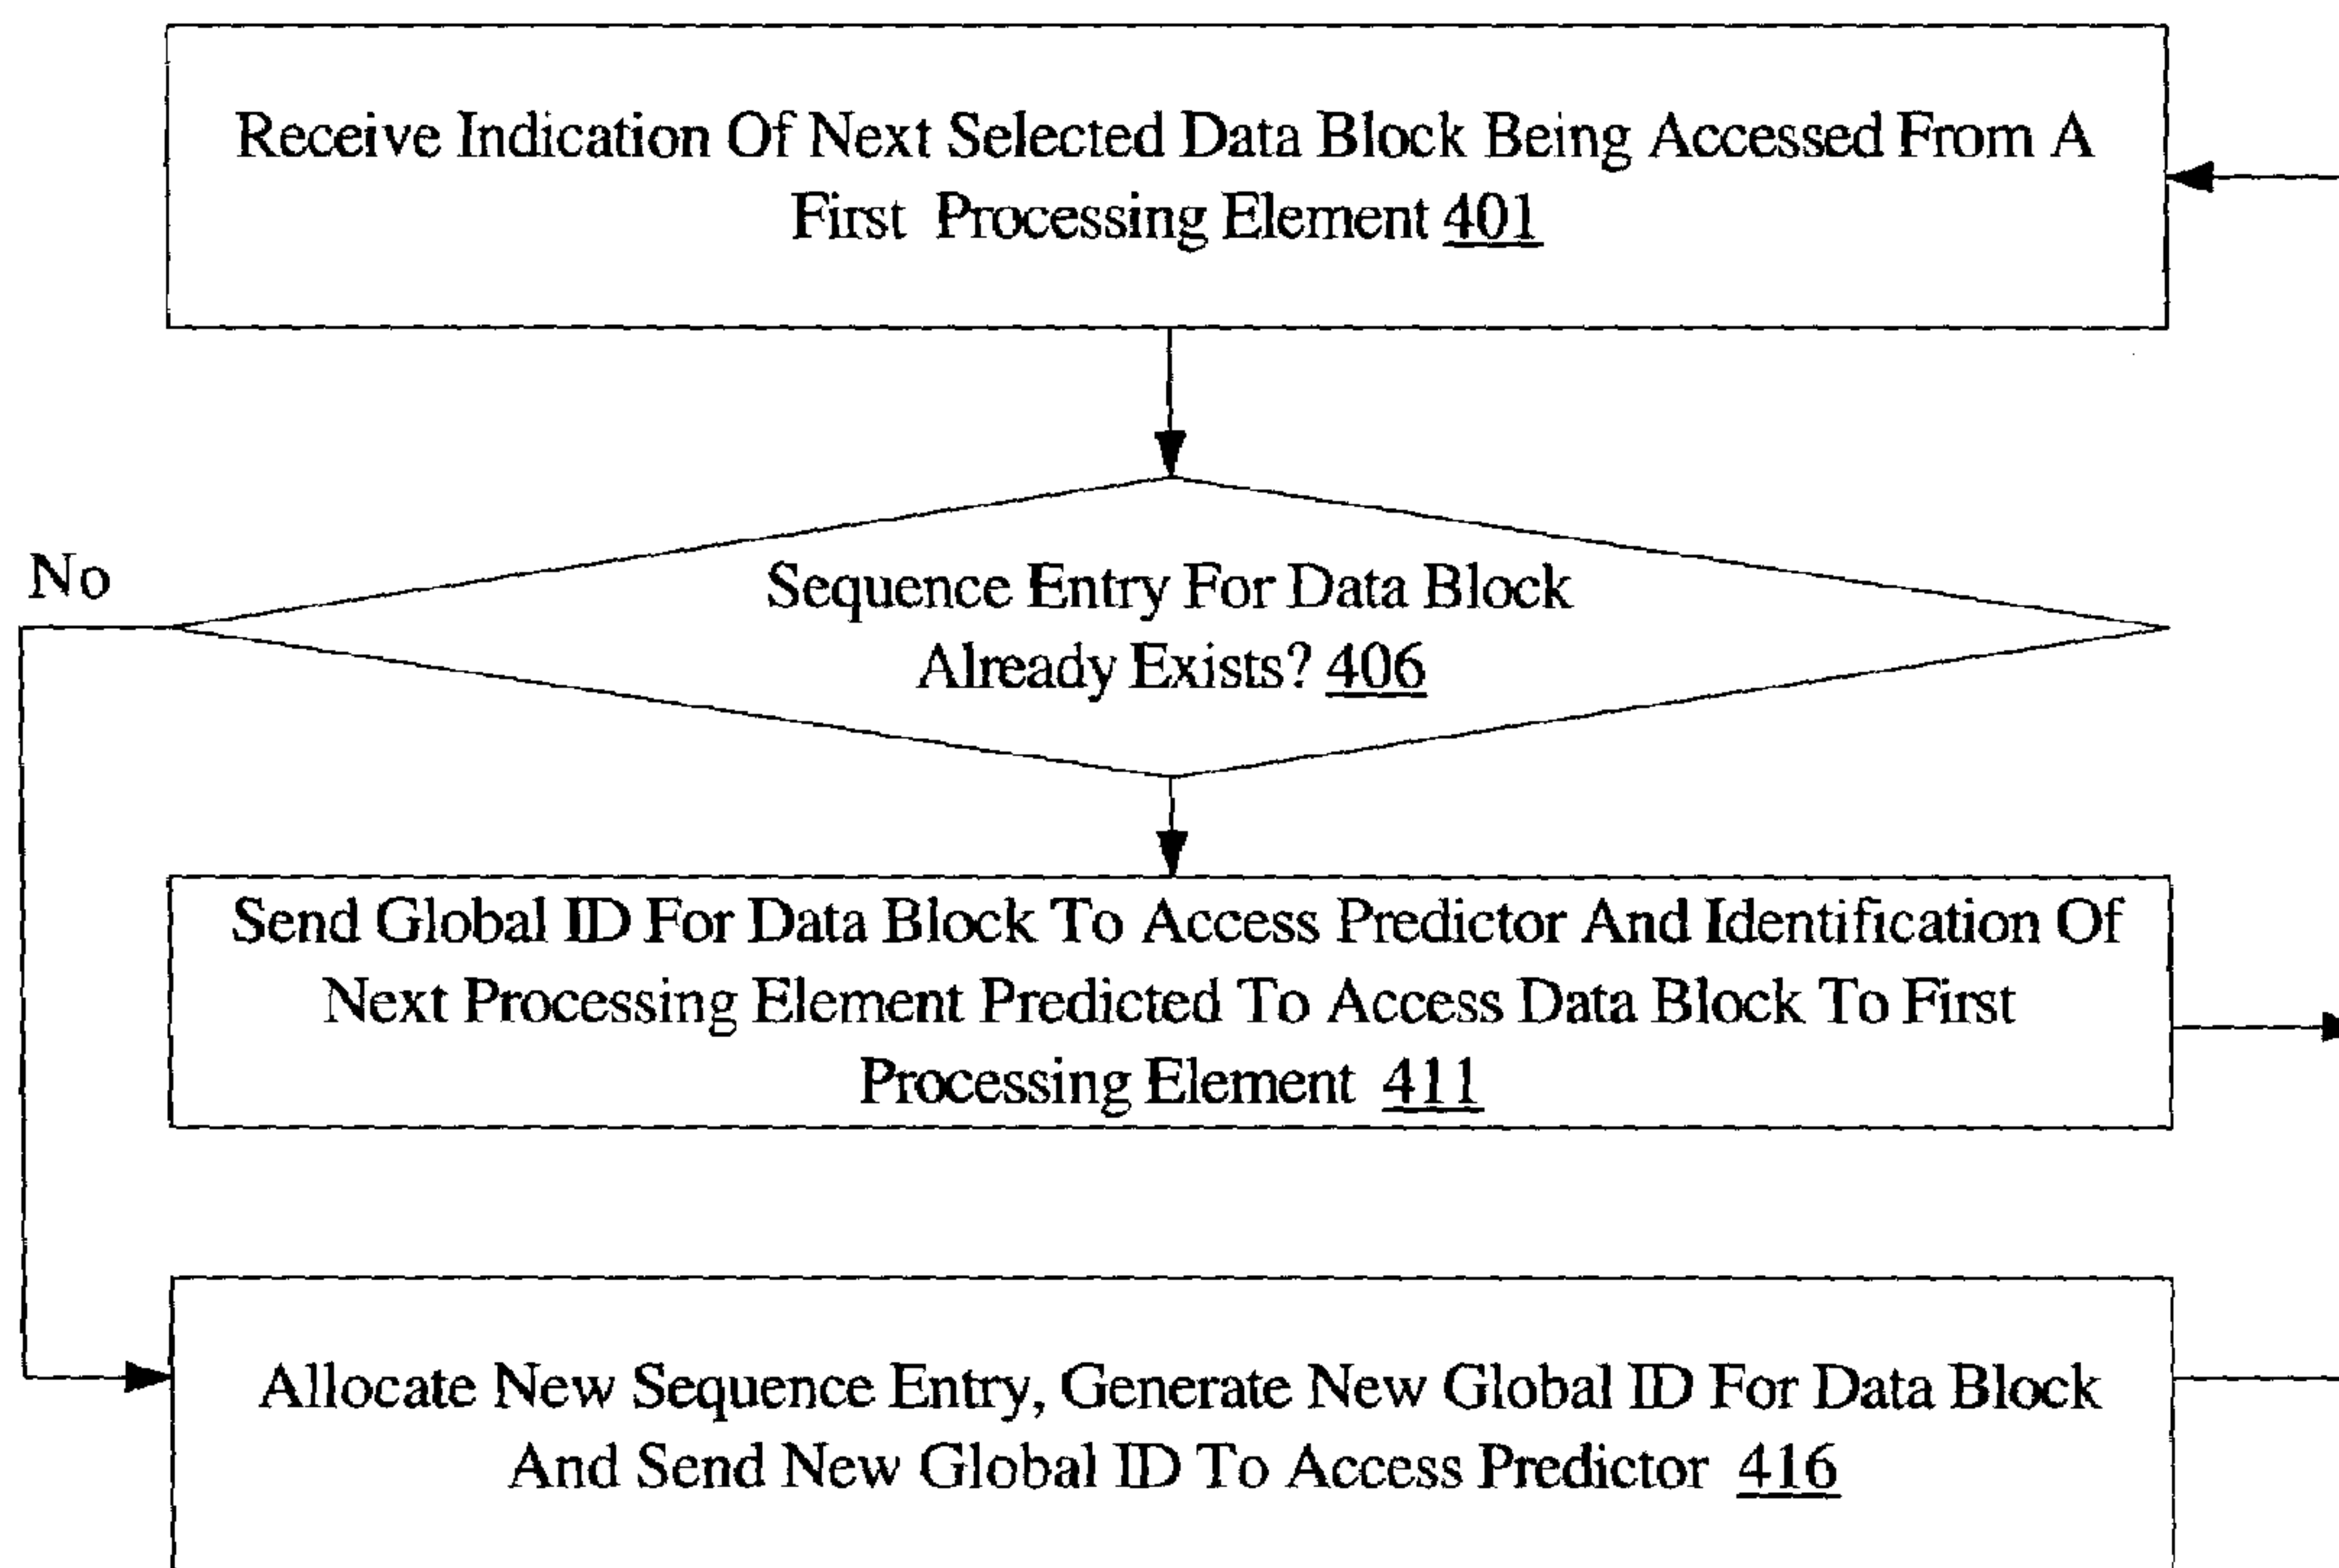 Receive Indication Of Next Selected Data Block Being Accessed From A
First Processing Element 401
No
Sequence Entry For Data Block
Already Exists? 406
Send Global ID For Data Block To Access Predictor And Identification Of
Next Processing Element Predicted To Access Data Block To First
Processing Element 411
Allocate New Sequence Entry, Generate New Global ID For Data Block
And Send New Global ID To Access Predictor 416